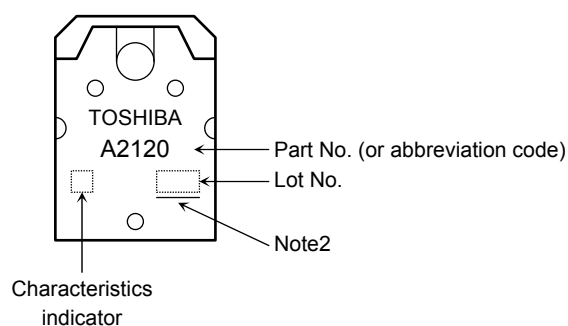 TOSHIBA
A2120
Part No. (or abbreviation code)
Lot No.
Note2
Characteristics
indicator